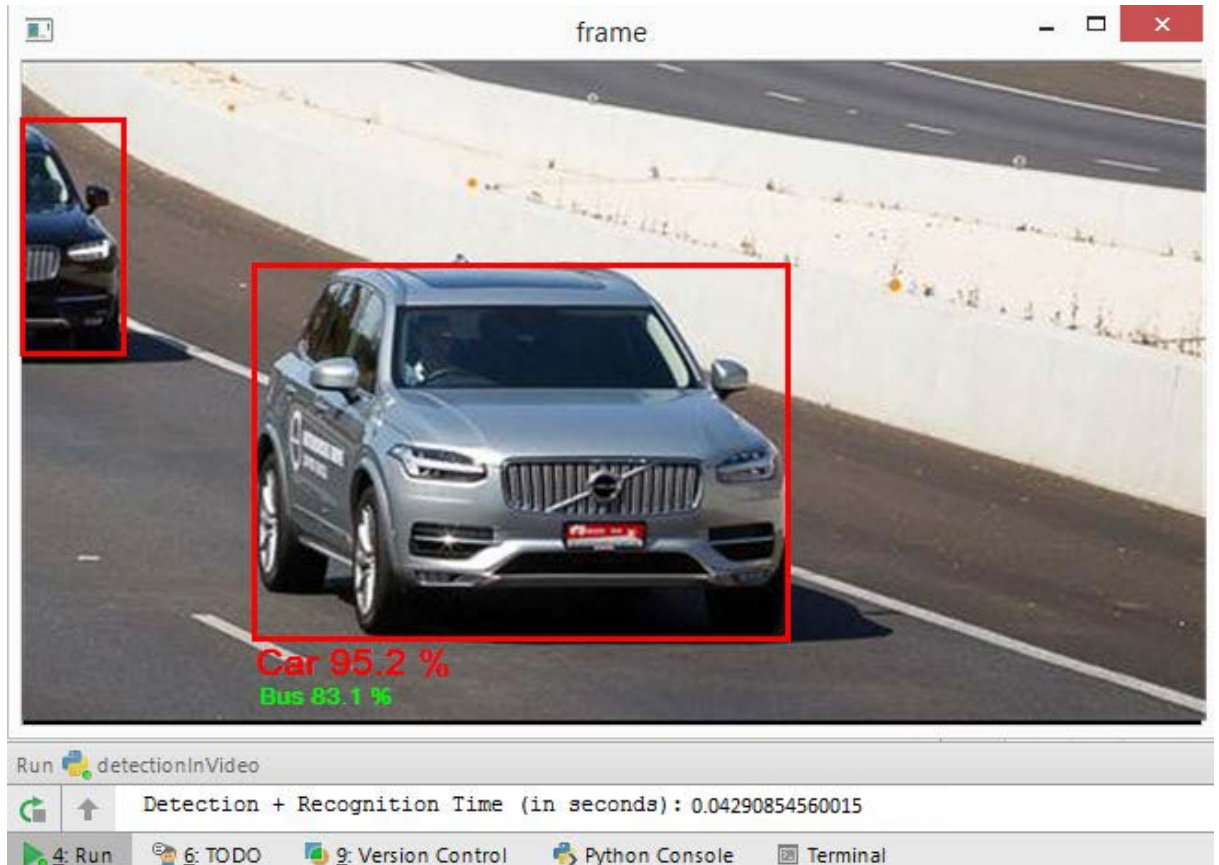 frame
Car 95.2 %
Bus 83.1 %
Run detectionInVideo
Detection + Recognition Time (in seconds): 0.04290854560015
4: Run 6: TODO 9: Version Control Python Console Terminal